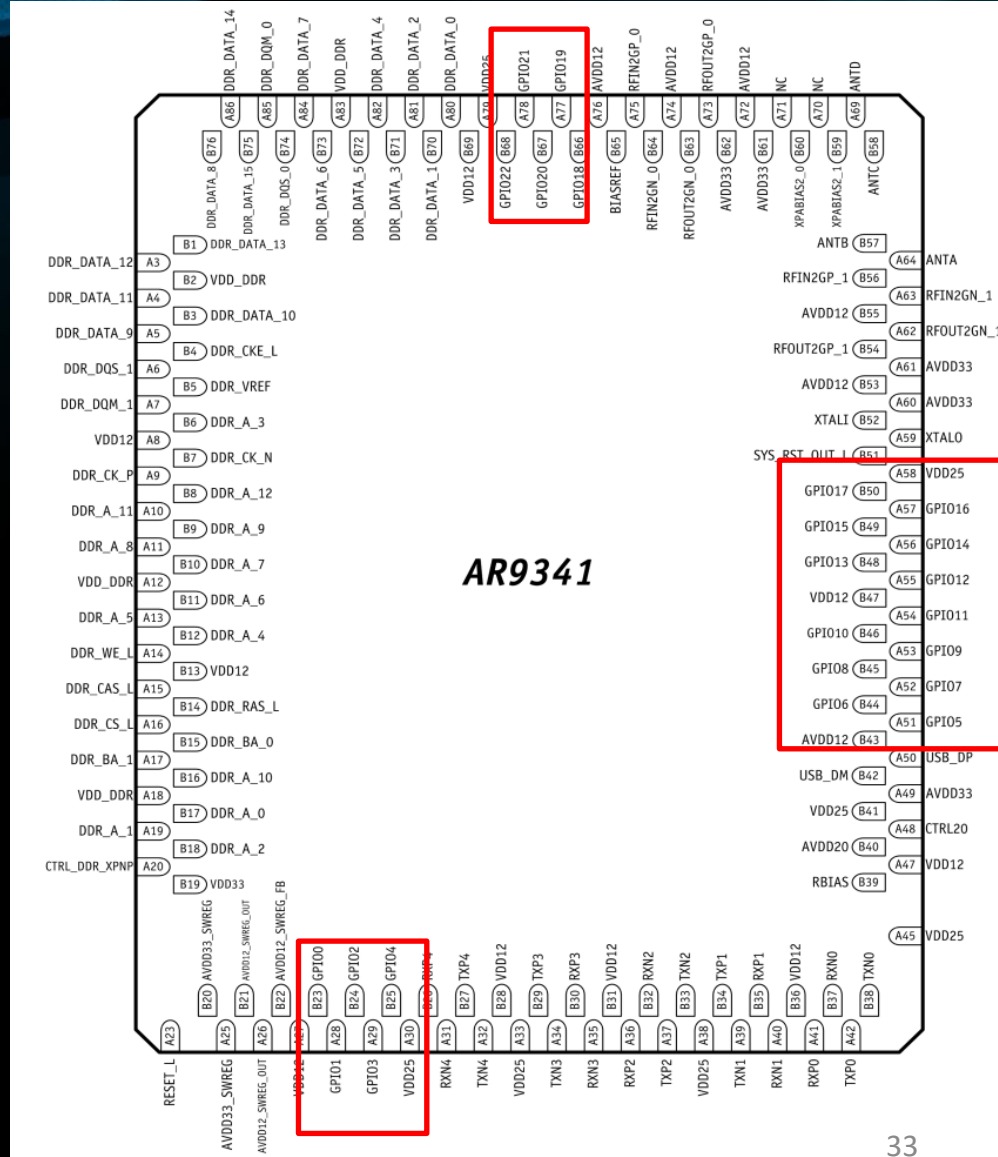 DDR_DATA_14
DDR_DQM_0
DDR_DATA_7
VDD_DDR
DDR_DATA_4
DDR_DATA_2
DDR_DATA_0
VDD25
GPIO21
GPIO19
AVDD12
RFIN2GP_0
AVDD12
RFOUT2GP_0
AVDD12
NC
NC
ANTD
A86 A85 A84 A83 A82 A81 A80 A79 A78 A77 A76 A75 A74 A73 A72 A71 A70 A69
B76 B75 B74 B73 B72 B71 B70 B69 B68 B67 B66 B65 B64 B63 B62 B61 B60 B59 B58
DDR_DATA_8
DDR_DATA_15
DDR_DQS_0
DDR_DATA_6
DDR_DATA_5
DDR_DATA_3
DDR_DATA_1
VDD12
GPIO22
GPIO20
GPIO18
BIASREF
RFIN2GN_0
RFOUT2GN_0
AVDD33
AVDD33
XPABIAS2_0
XPABIAS2_1
ANTC
B1 DDR_DATA_13
DDR_DATA_12 A3
B2 VDD_DDR
DDR_DATA_11 A4
B3 DDR_DATA_10
DDR_DATA_9 A5
B4 DDR_CKE_L
DDR_DQS_1 A6
B5 DDR_VREF
DDR_DQM_1 A7
B6 DDR_A_3
VDD12 A8
B7 DDR_CK_N
DDR_CK_P A9
B8 DDR_A_12
DDR_A_11 A10
B9 DDR_A_9
DDR_A_8 A11
B10 DDR_A_7
VDD_DDR A12
B11 DDR_A_6
DDR_A_5 A13
B12 DDR_A_4
DDR_WE_L A14
B13 VDD12
DDR_CAS_L A15
B14 DDR_RAS_L
DDR_CS_L A16
B15 DDR_BA_0
DDR_BA_1 A17
B16 DDR_A_10
VDD_DDR A18
B17 DDR_A_0
DDR_A_1 A19
B18 DDR_A_2
CTRL_DDR_XPNP A20
B19 VDD33
AR9341
ANTB B57
A64 ANTA
RFIN2GP_1 B56
A63 RFIN2GN_1
AVDD12 B55
A62 RFOUT2GN_1
RFOUT2GP_1 B54
A61 AVDD33
AVDD12 B53
A60 AVDD33
XTALI B52
A59 XTALO
SYS_RST_OUT_L B51
A58 VDD25
GPIO17 B50
A57 GPIO16
GPIO15 B49
A56 GPIO14
GPIO13 B48
A55 GPIO12
VDD12 B47
A54 GPIO11
GPIO10 B46
A53 GPIO9
GPIO8 B45
A52 GPIO7
GPIO6 B44
A51 GPIO5
AVDD12 B43
A50 USB_DP
USB_DM B42
A49 AVDD33
VDD25 B41
A48 CTRL20
AVDD20 B40
A47 VDD12
RBIAS B39
A45 VDD25
AVDD33_SWREG
AVDD12_SWREG_OUT
AVDD12_SWREG_FB
GPIO0
GPIO2
GPIO4
RXP4
TXP4
VDD12
TXP3
RXP3
VDD12
RXN2
TXN2
TXP1
RXP1
VDD12
RXN0
TXN0
B20 B21 B22 B23 B24 B25 B26 B27 B28 B29 B30 B31 B32 B33 B34 B35 B36 B37 B38
A23 A25 A26 A27 A28 A29 A30 A31 A32 A33 A34 A35 A36 A37 A38 A39 A40 A41 A42
RESET_L
AVDD33_SWREG
AVDD12_SWREG_OUT
VDD12
GPIO1
GPIO3
VDD25
RXN4
TXN4
VDD25
TXN3
RXN3
RXP2
TXP2
VDD25
TXN1
RXN1
RXP0
TXP0
33